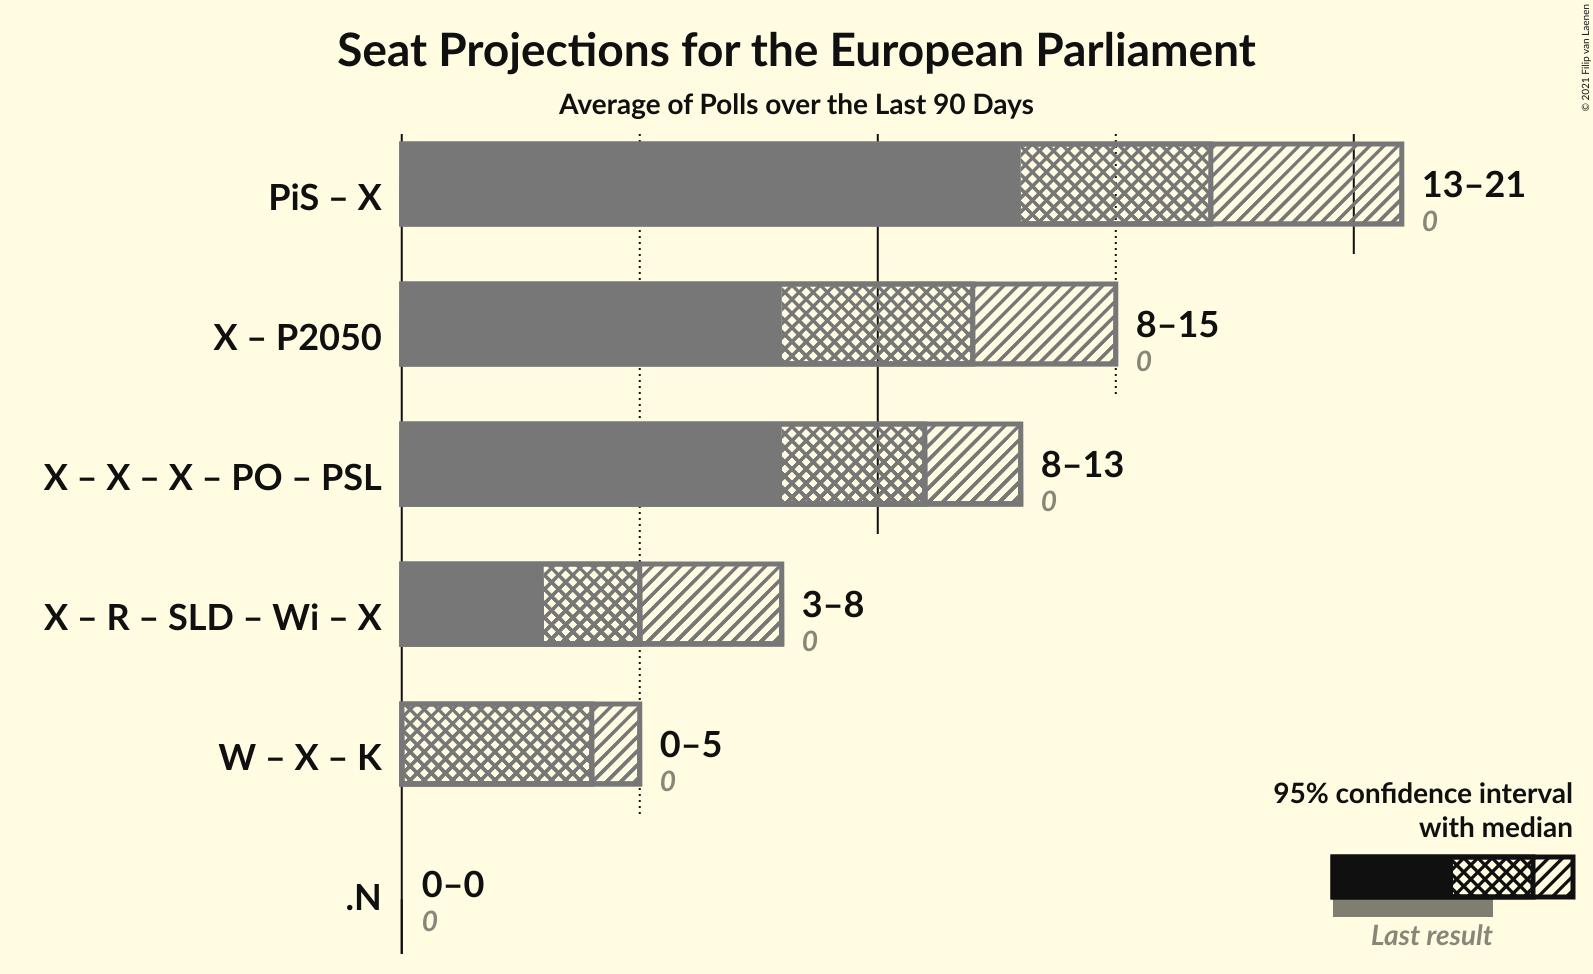 Seat Projections for the European Parliament
Average of Polls over the Last 90 Days
© 2021 Filip van Laenen
PiS – X
13–21
0
X – P2050
8–15
0
X – X – X – PO – PSL
8–13
0
X – R – SLD – Wi – X
3–8
0
W – X – K
0–5
0
.N
0–0
0
95% confidence interval
with median
Last result